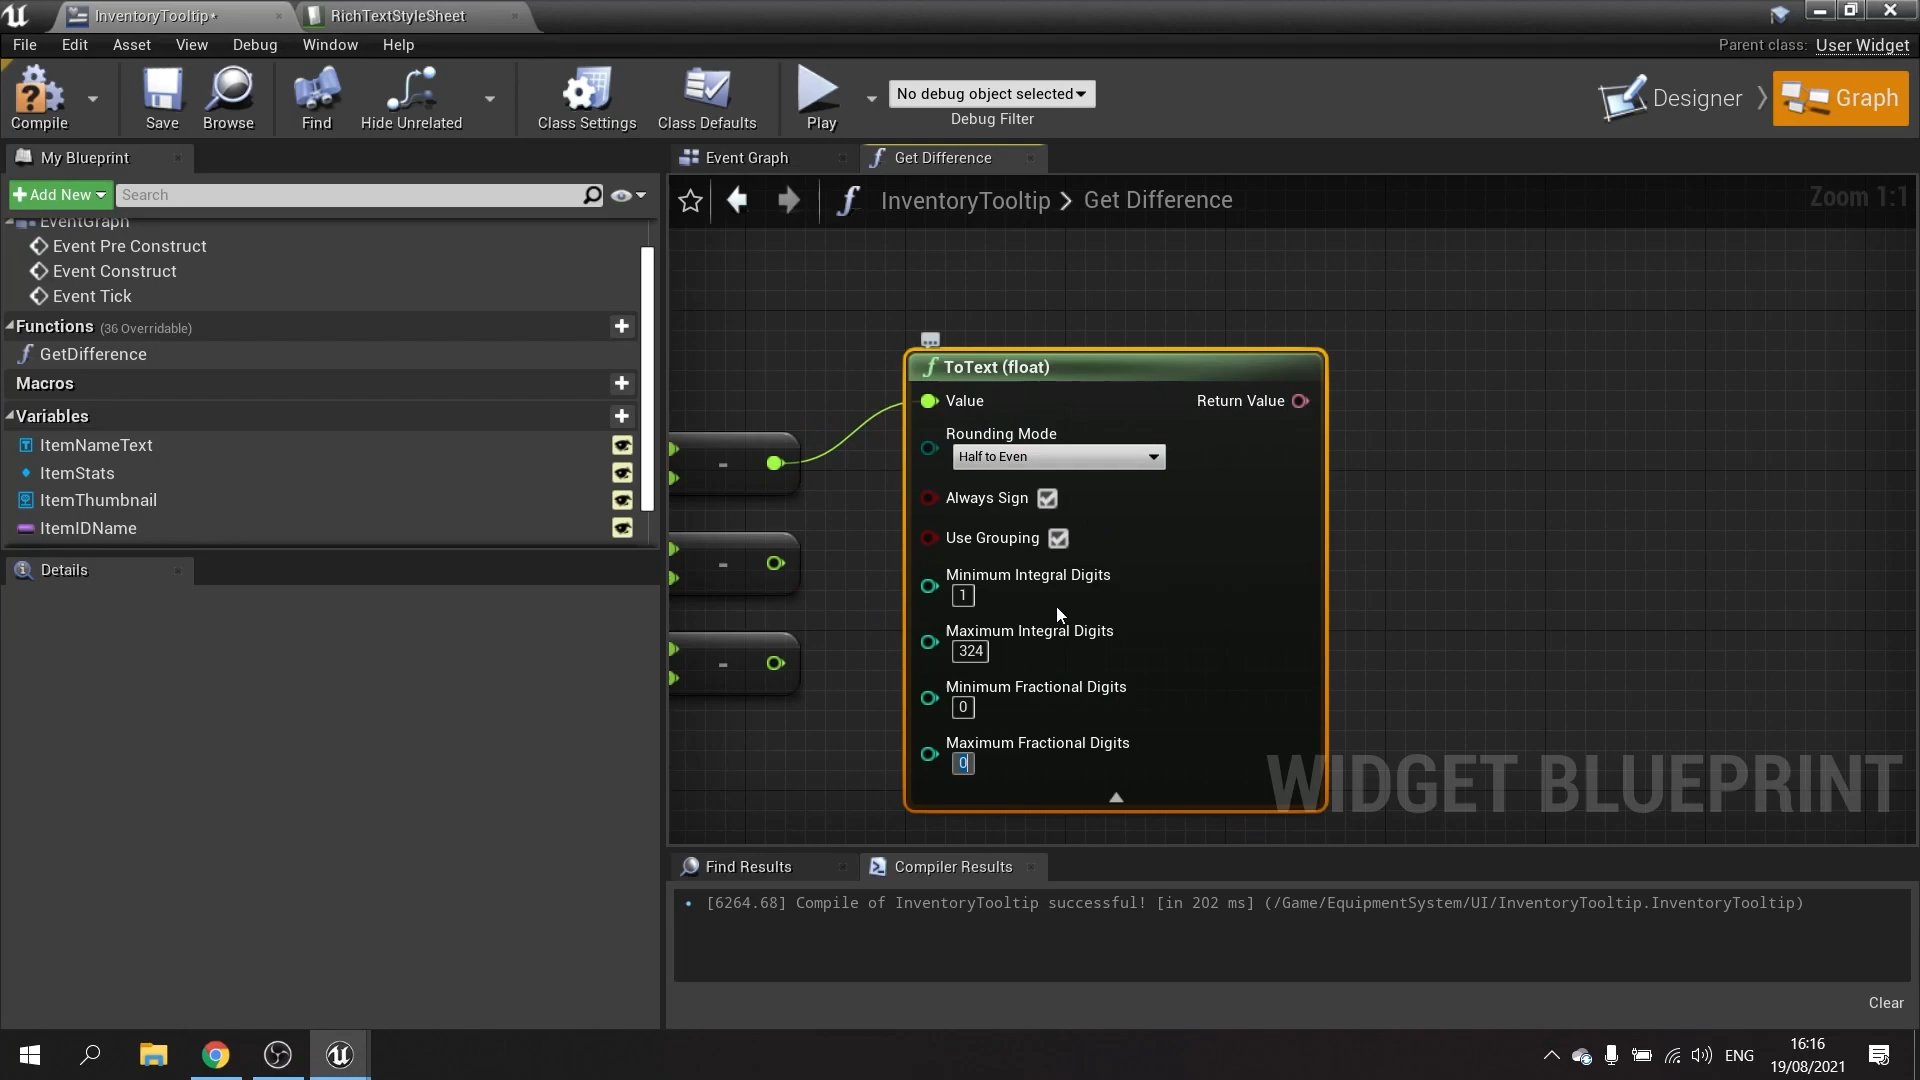 InventoryTooltip*
RichTextStyleSheet
File Edit Asset View Debug Window Help
Parent class: User Widget
Compile
Save
Browse
Find
Hide Unrelated
Class Settings
Class Defaults
Play
No debug object selected
Debug Filter
Designer
Graph
My Blueprint
Event Graph
Get Difference
Add New
Search
InventoryTooltip > Get Difference
Zoom 1:1
EventGraph
Event Pre Construct
Event Construct
Event Tick
Functions (36 Overridable)
GetDifference
Macros
Variables
ItemNameText
ItemStats
ItemThumbnail
ItemIDName
Details
-
-
-
ToText (float)
Value
Return Value
Rounding Mode
Half to Even
Always Sign
Use Grouping
Minimum Integral Digits
1
Maximum Integral Digits
324
Minimum Fractional Digits
0
Maximum Fractional Digits
0
WIDGET BLUEPRINT
Find Results
Compiler Results
[6264.68] Compile of InventoryTooltip successful! [in 202 ms] (/Game/EquipmentSystem/UI/InventoryTooltip.InventoryTooltip)
Clear
ENG
16:16
19/08/2021